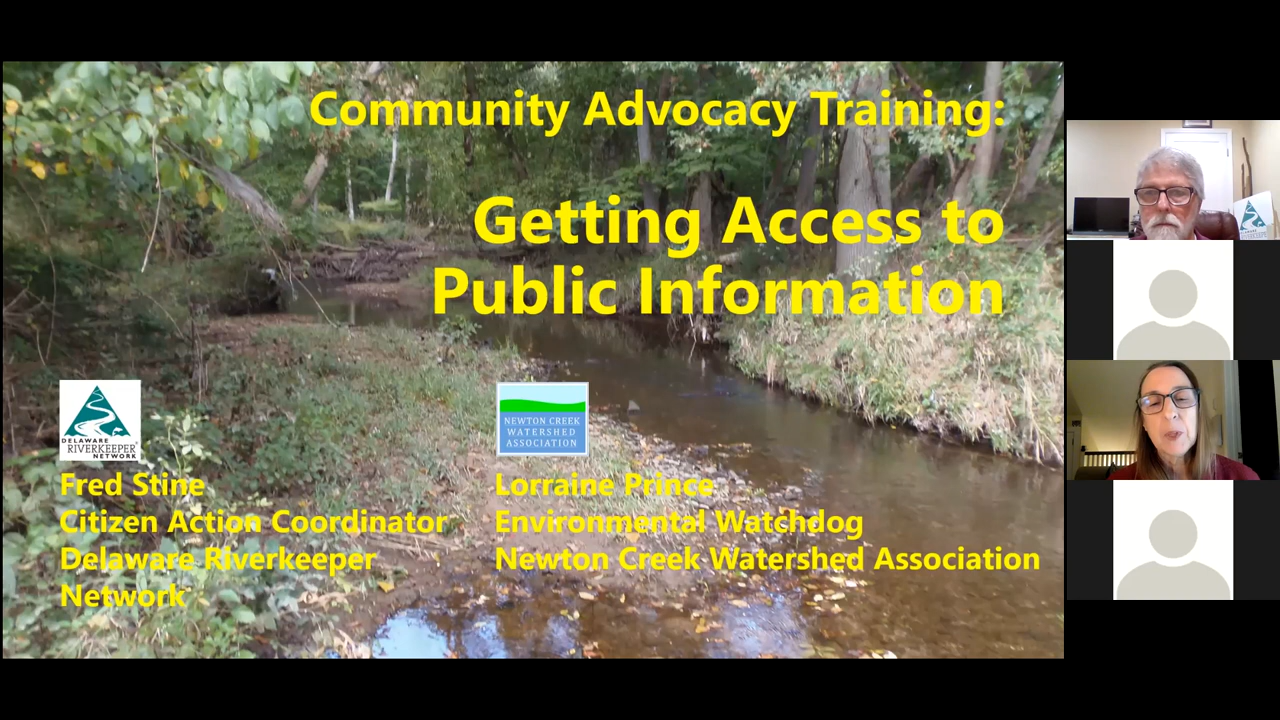 Community Advocacy Training:
Getting Access to
Public Information
DELAWARE
RIVERKEEPER
NETWORK
Fred Stine
Citizen Action Coordinator
Delaware Riverkeeper
Network
NEWTON CREEK
WATERSHED
ASSOCIATION
Lorraine Prince
Environmental Watchdog
Newton Creek Watershed Association